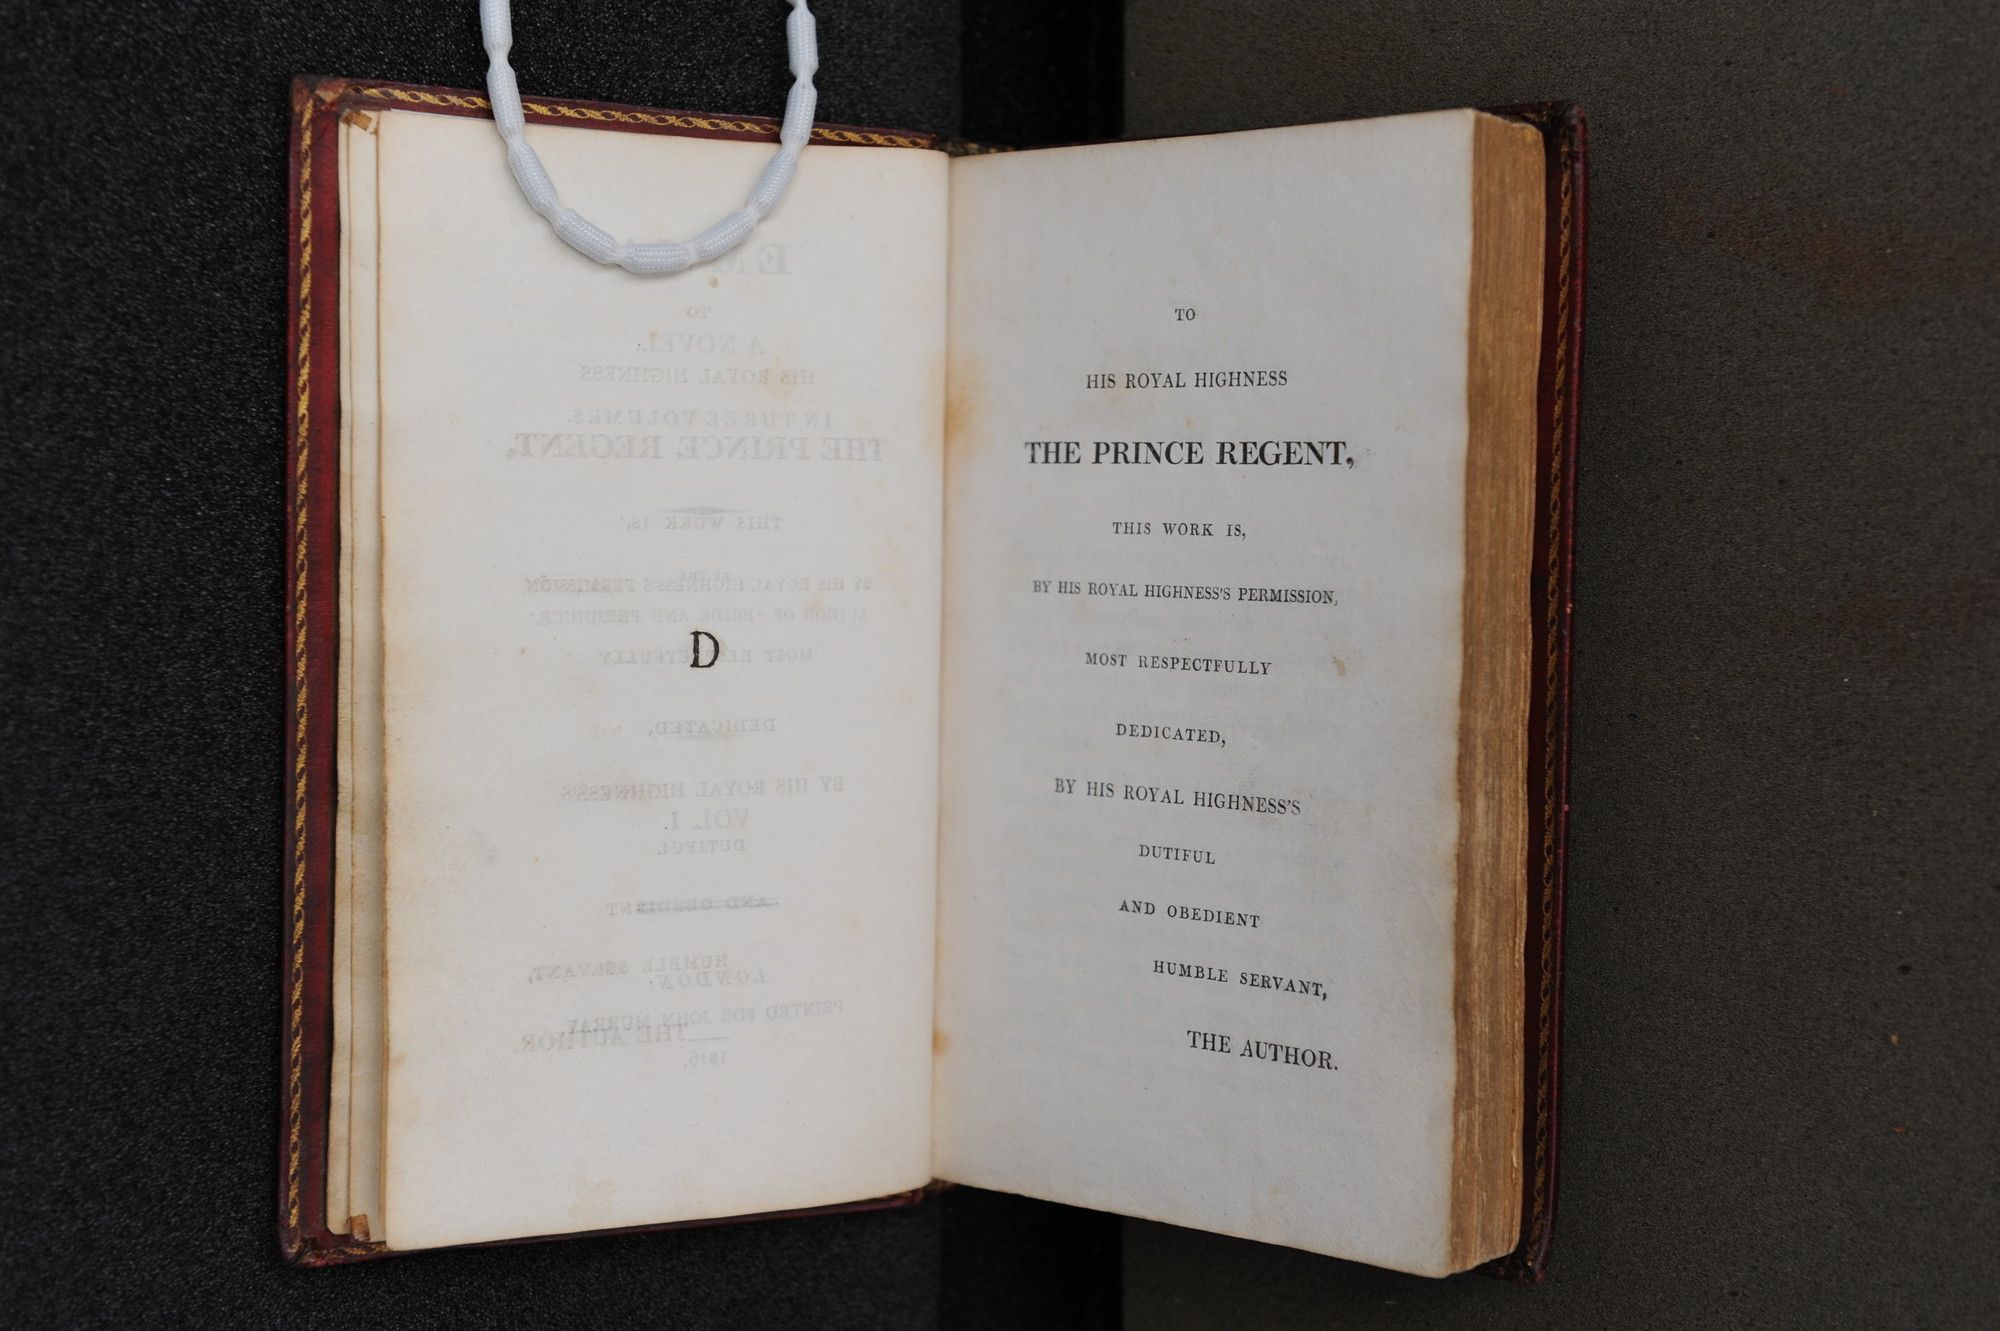 D
TO
HIS ROYAL HIGHNESS
THE PRINCE REGENT,
THIS WORK IS,
BY HIS ROYAL HIGHNESS'S PERMISSION,
MOST RESPECTFULLY
DEDICATED,
BY HIS ROYAL HIGHNESS'S
DUTIFUL
AND OBEDIENT
HUMBLE SERVANT,
THE AUTHOR.